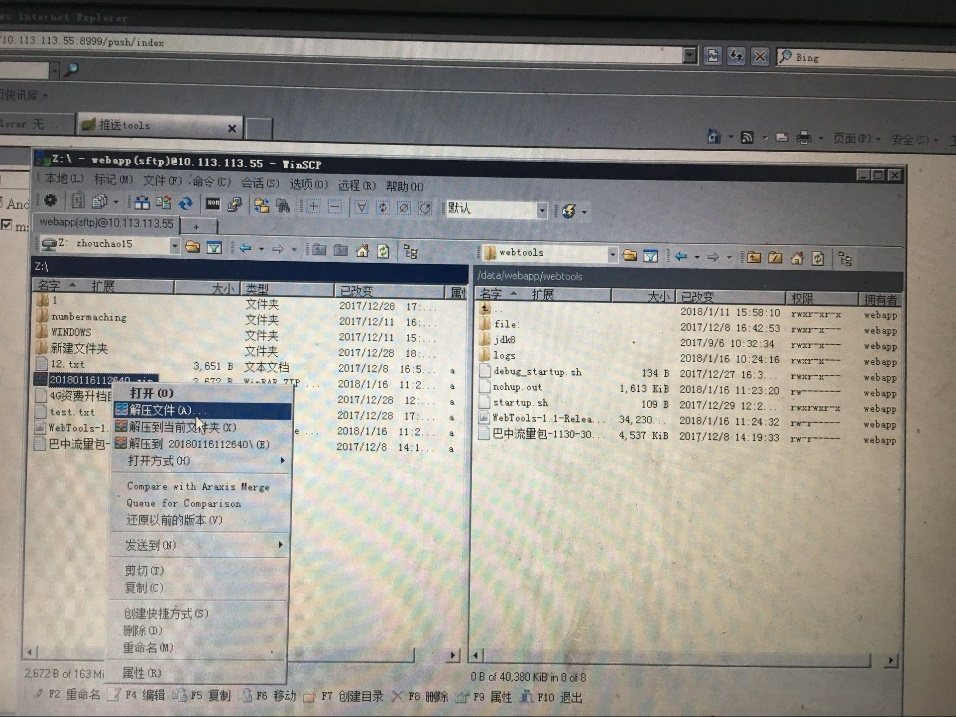 Internet Explorer
10.113.113.55:8999/push/index
Bing
推送tools
页面(P)
安全(S)
Z:\ - webapp(sftp)@10.113.113.55 - WinSCP
本地(L) 标记(M) 文件(F) 命令(C) 会话(S) 选项(O) 远程(R) 帮助(H)
默认
webapp(sftp)@10.113.113.55
Z: zhouchao15
webtools
Z:\
/data/webapp/webtools
名字 扩展 大小 类型 已改变 属性
名字 扩展 大小 已改变 权限 拥有者
1 文件夹 2017/12/28 17:...
numbermaching 文件夹 2017/12/11 16:...
WINDOWS 文件夹 2017/12/11 15:...
新建文件夹 文件夹 2017/12/28 18:...
12.txt 3,651 B 文本文档 2017/12/8 16:5... a
20180116112640.zip 2,672 B WinRAR ZIP ... 2018/1/16 11:2... a
4G资费升档 2017/12/28 12:... a
test.txt 2017/12/28 17:... a
WebTools-1 e ... 2018/1/16 11:2... a
巴中流量包- 2017/12/8 14:1... a
.. 2018/1/11 15:58:10 rwxr-xr-x webapp
file: 2017/12/8 16:42:53 rwxr-x--- webapp
jdk8 2017/9/6 10:32:34 rwxr-x--- webapp
logs 2018/1/16 10:24:16 rwxr-x--- webapp
debug_startup.sh 134 B 2017/12/27 16:3... rwxr-x--- webapp
nohup.out 1,613 KiB 2018/1/16 11:23:20 rw-r----- webapp
startup.sh 109 B 2017/12/29 12:2... rwxrwxr-x webapp
WebTools-1.1-Relea... 34,230... 2018/1/16 11:24:32 rw-r----- webapp
巴中流量包-1130-30... 4,537 KiB 2017/12/8 14:19:33 rw-r----- webapp
打开(O)
解压文件(A)...
解压到当前文件夹(X)
解压到 20180116112640\(E)
打开方式(H)
Compare with Araxis Merge
Queue for Comparison
还原以前的版本(V)
发送到(N)
剪切(T)
复制(C)
创建快捷方式(S)
删除(D)
重命名(M)
属性(R)
2,672 B of 163 Mi
0 B of 40,380 KiB in 0 of 8
F2 重命名 F4 编辑 F5 复制 F6 移动 F7 创建目录 F8 删除 F9 属性 F10 退出